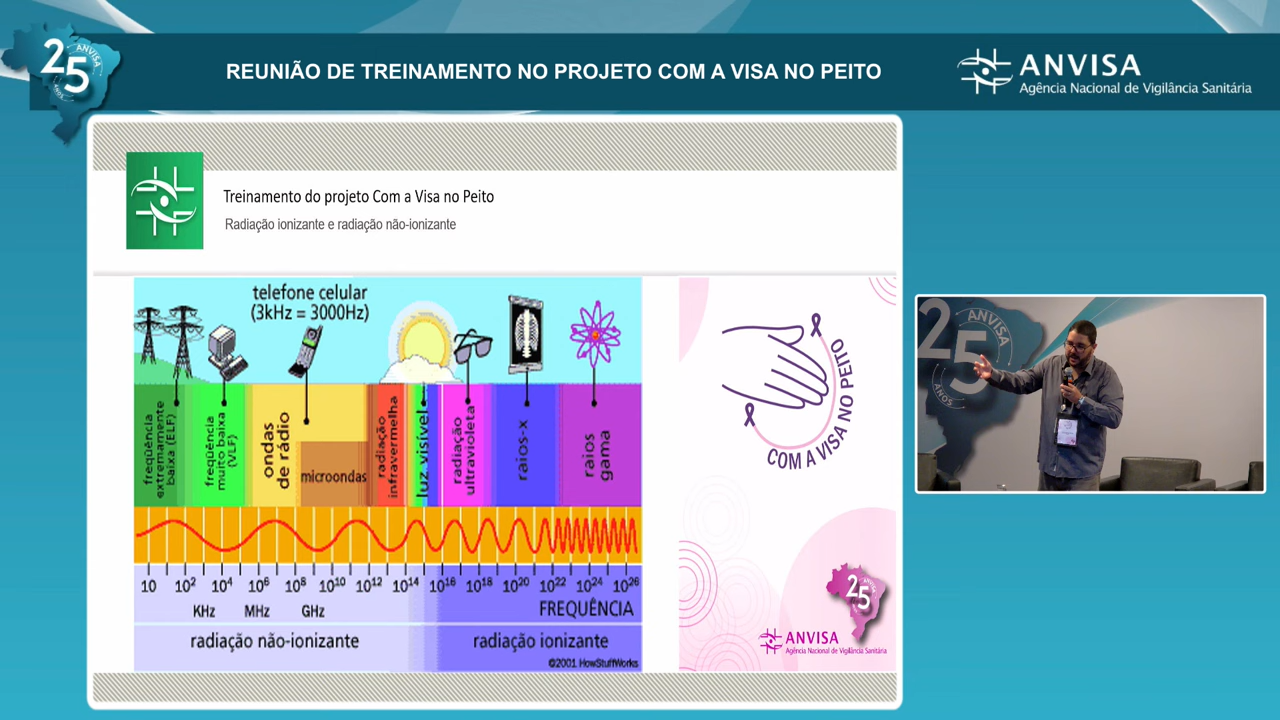 25
ANVISA
ANOS
REUNIÃO DE TREINAMENTO NO PROJETO COM A VISA NO PEITO
ANVISA
Agência Nacional de Vigilância Sanitária
Treinamento do projeto Com a Visa no Peito
Radiação ionizante e radiação não-ionizante
telefone celular
(3kHz = 3000Hz)
freqüência
extremamente
baixa (ELF)
freqüência
muito baixa
(VLF)
ondas
de rádio
microondas
radiação
infravermelha
luz visível
radiação
ultravioleta
raios-x
raios
gama
10 10² 10⁴ 10⁶ 10⁸ 10¹⁰ 10¹² 10¹⁴ 10¹⁶ 10¹⁸ 10²⁰ 10²² 10²⁴ 10²⁶
KHz MHz GHz FREQUÊNCIA
radiação não-ionizante radiação ionizante
©2001 HowStuffWorks
COM A VISA NO PEITO
25
ANVISA
Agência Nacional de Vigilância Sanitária
25
ANVISA
ANOS